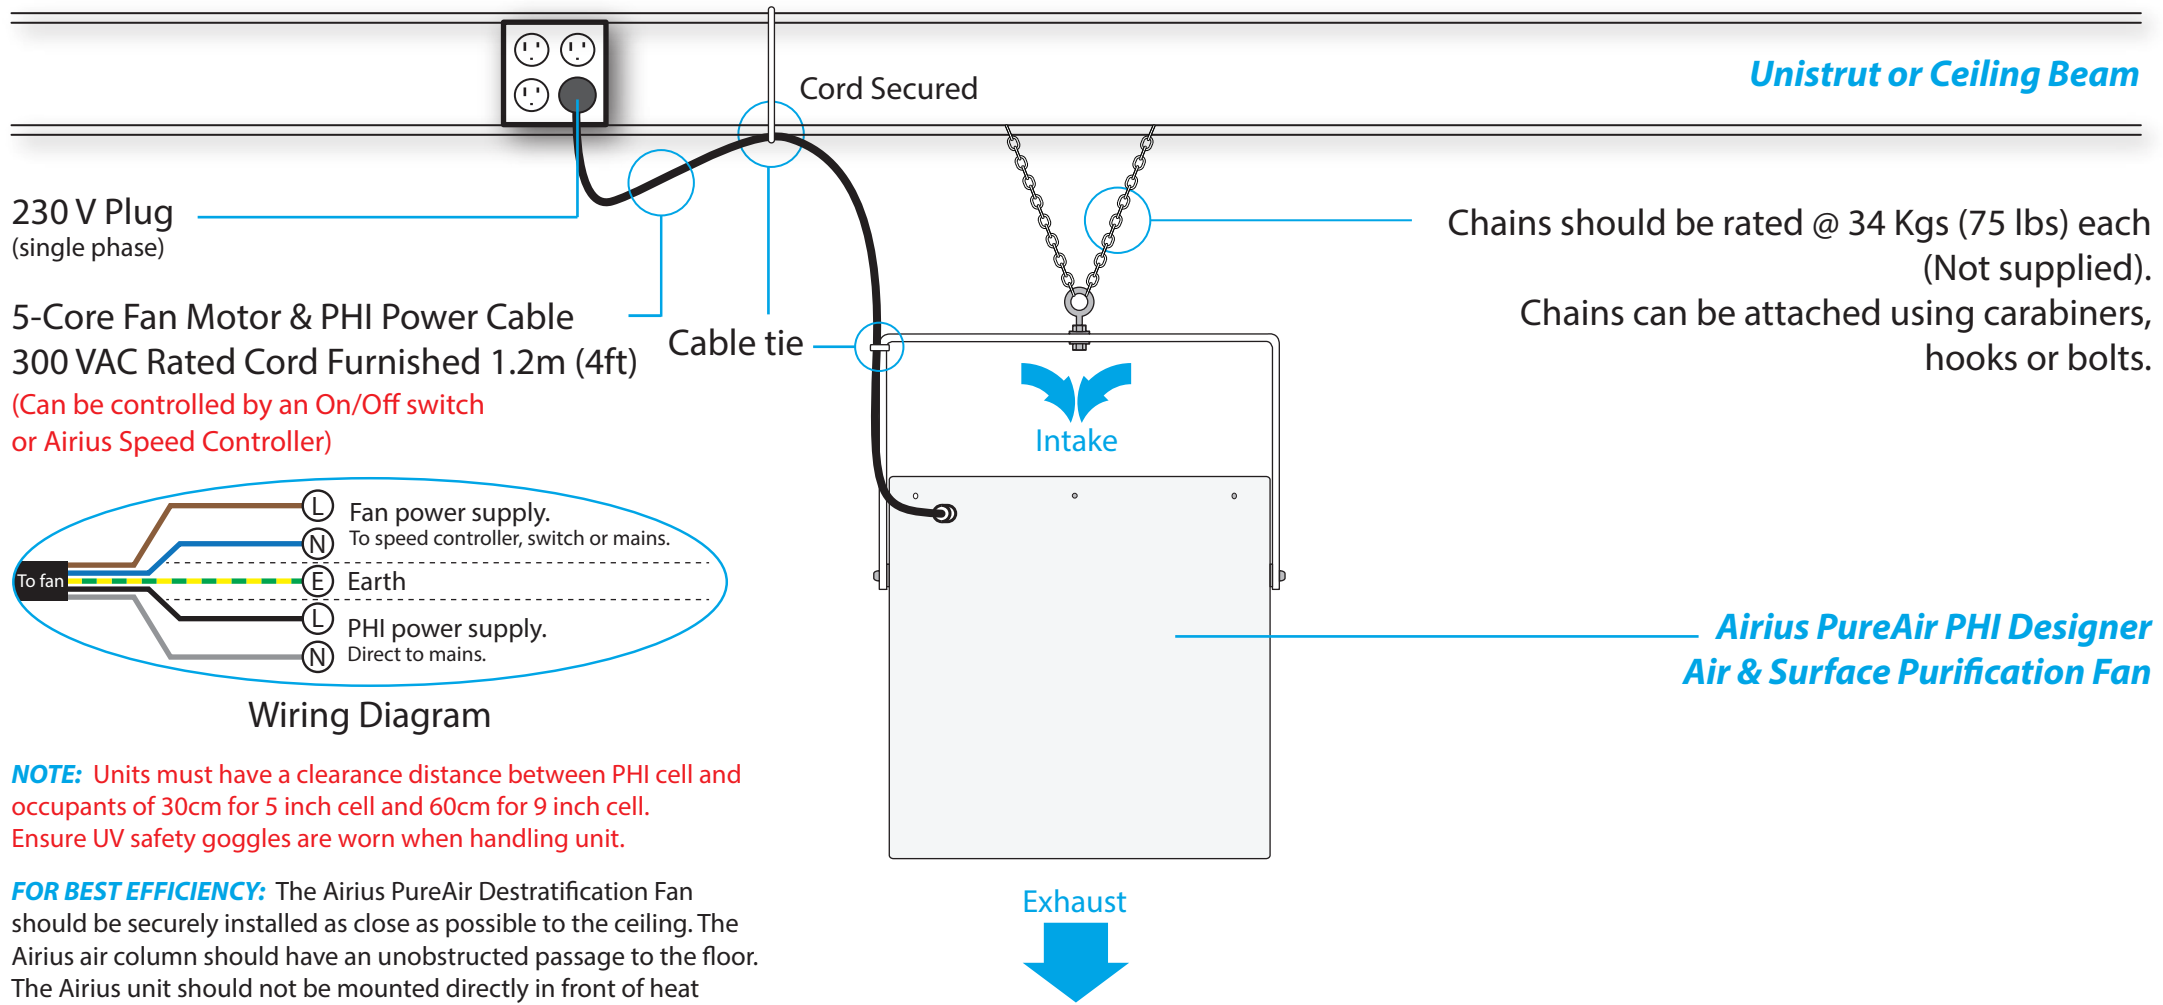 Unistrut or Ceiling Beam
Cord Secured
230 V Plug
(single phase)
5-Core Fan Motor & PHI Power Cable
300 VAC Rated Cord Furnished 1.2m (4ft)
(Can be controlled by an On/Off switch
or Airius Speed Controller)
Cable tie
Chains should be rated @ 34 Kgs (75 lbs) each
(Not supplied).
Chains can be attached using carabiners,
hooks or bolts.
Intake
To fan
L
Fan power supply.
N
To speed controller, switch or mains.
E
Earth
L
PHI power supply.
N
Direct to mains.
Wiring Diagram
Airius PureAir PHI Designer
Air & Surface Purification Fan
NOTE: Units must have a clearance distance between PHI cell and
occupants of 30cm for 5 inch cell and 60cm for 9 inch cell.
Ensure UV safety goggles are worn when handling unit.
FOR BEST EFFICIENCY: The Airius PureAir Destratification Fan
should be securely installed as close as possible to the ceiling. The
Airius air column should have an unobstructed passage to the floor.
The Airius unit should not be mounted directly in front of heat
Exhaust